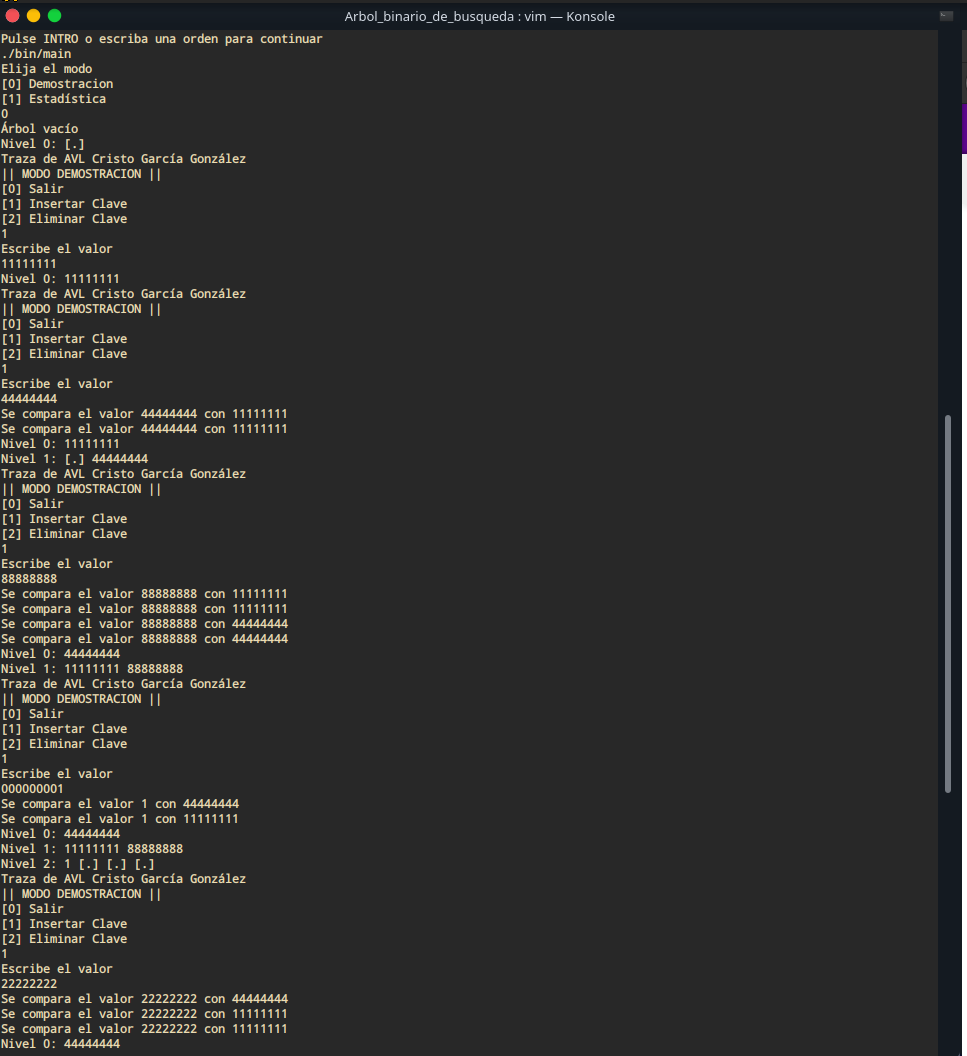 Arbol_binario_de_busqueda : vim — Konsole
Pulse INTRO o escriba una orden para continuar
./bin/main
Elija el modo
[0] Demostracion
[1] Estadística
0
Árbol vacío
Nivel 0: [.]
Traza de AVL Cristo García González
|| MODO DEMOSTRACION ||
[0] Salir
[1] Insertar Clave
[2] Eliminar Clave
1
Escribe el valor
11111111
Nivel 0: 11111111
Traza de AVL Cristo García González
|| MODO DEMOSTRACION ||
[0] Salir
[1] Insertar Clave
[2] Eliminar Clave
1
Escribe el valor
44444444
Se compara el valor 44444444 con 11111111
Se compara el valor 44444444 con 11111111
Nivel 0: 11111111
Nivel 1: [.] 44444444
Traza de AVL Cristo García González
|| MODO DEMOSTRACION ||
[0] Salir
[1] Insertar Clave
[2] Eliminar Clave
1
Escribe el valor
88888888
Se compara el valor 88888888 con 11111111
Se compara el valor 88888888 con 11111111
Se compara el valor 88888888 con 44444444
Se compara el valor 88888888 con 44444444
Nivel 0: 44444444
Nivel 1: 11111111 88888888
Traza de AVL Cristo García González
|| MODO DEMOSTRACION ||
[0] Salir
[1] Insertar Clave
[2] Eliminar Clave
1
Escribe el valor
000000001
Se compara el valor 1 con 44444444
Se compara el valor 1 con 11111111
Nivel 0: 44444444
Nivel 1: 11111111 88888888
Nivel 2: 1 [.] [.] [.]
Traza de AVL Cristo García González
|| MODO DEMOSTRACION ||
[0] Salir
[1] Insertar Clave
[2] Eliminar Clave
1
Escribe el valor
22222222
Se compara el valor 22222222 con 44444444
Se compara el valor 22222222 con 11111111
Se compara el valor 22222222 con 11111111
Nivel 0: 44444444